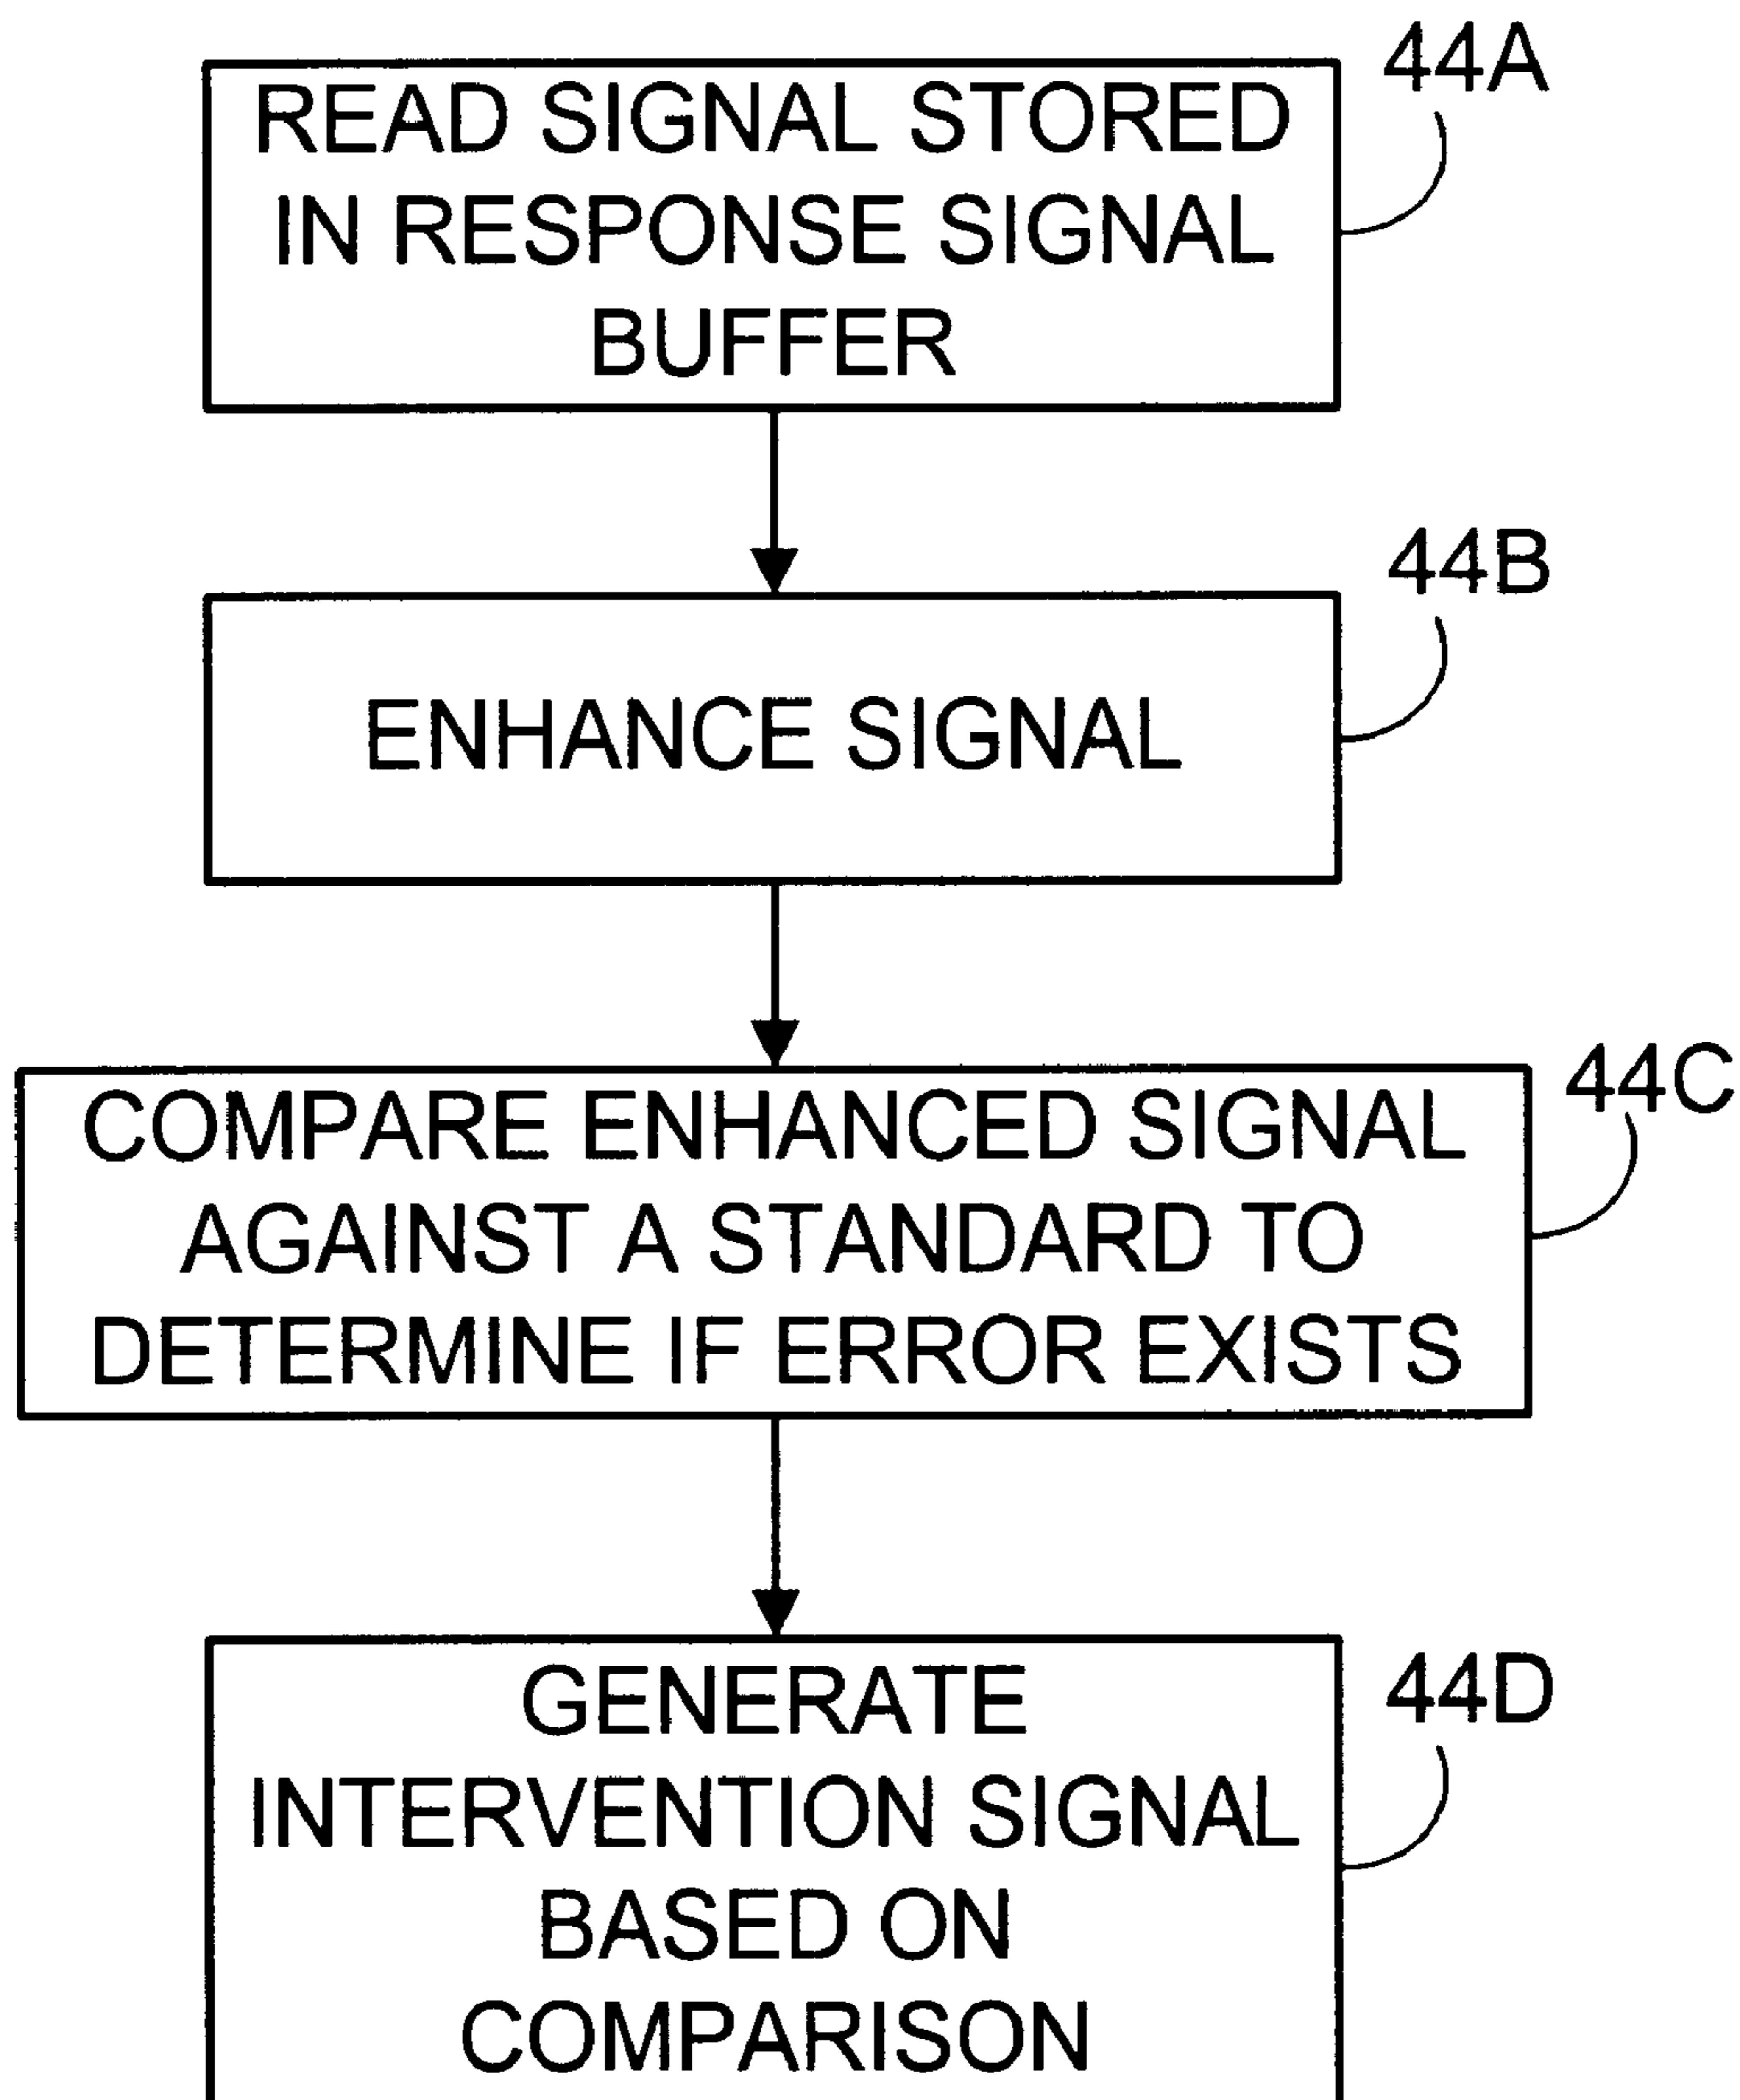 44A
READ SIGNAL STORED
IN RESPONSE SIGNAL
BUFFER
44B
ENHANCE SIGNAL
44C
COMPARE ENHANCED SIGNAL
AGAINST A STANDARD TO
DETERMINE IF ERROR EXISTS
44D
GENERATE
INTERVENTION SIGNAL
BASED ON
COMPARISON